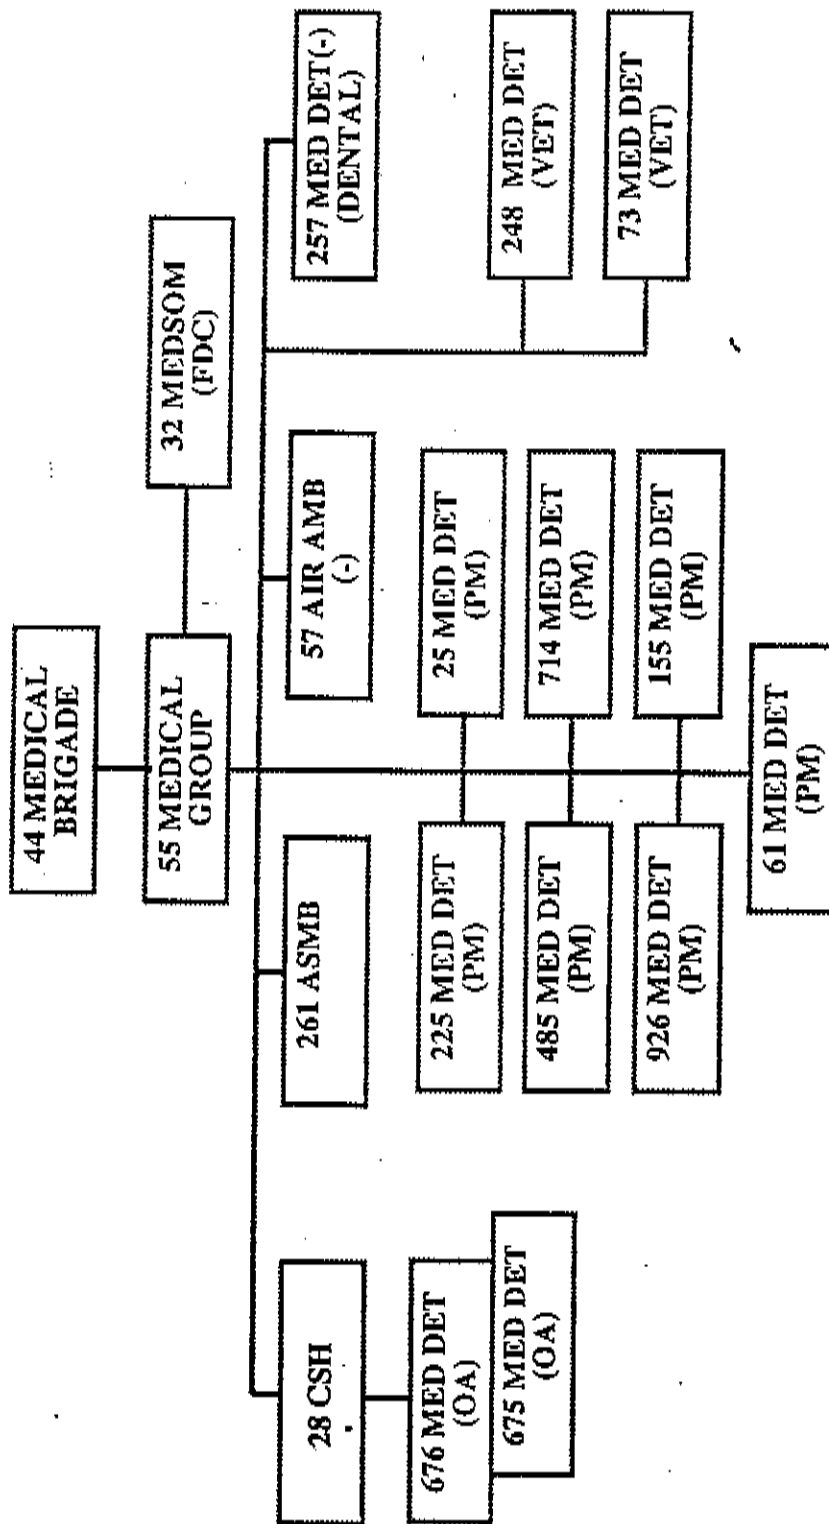 44 MEDICAL
BRIGADE
55 MEDICAL
GROUP
32 MEDSOM
(FDC)
28 CSH
261 ASMB
57 AIR AMB
(-)
257 MED DET(-)
(DENTAL)
676 MED DET
(OA)
675 MED DET
(OA)
225 MED DET
(PM)
25 MED DET
(PM)
485 MED DET
(PM)
714 MED DET
(PM)
926 MED DET
(PM)
155 MED DET
(PM)
61 MED DET
(PM)
248 MED DET
(VET)
73 MED DET
(VET)